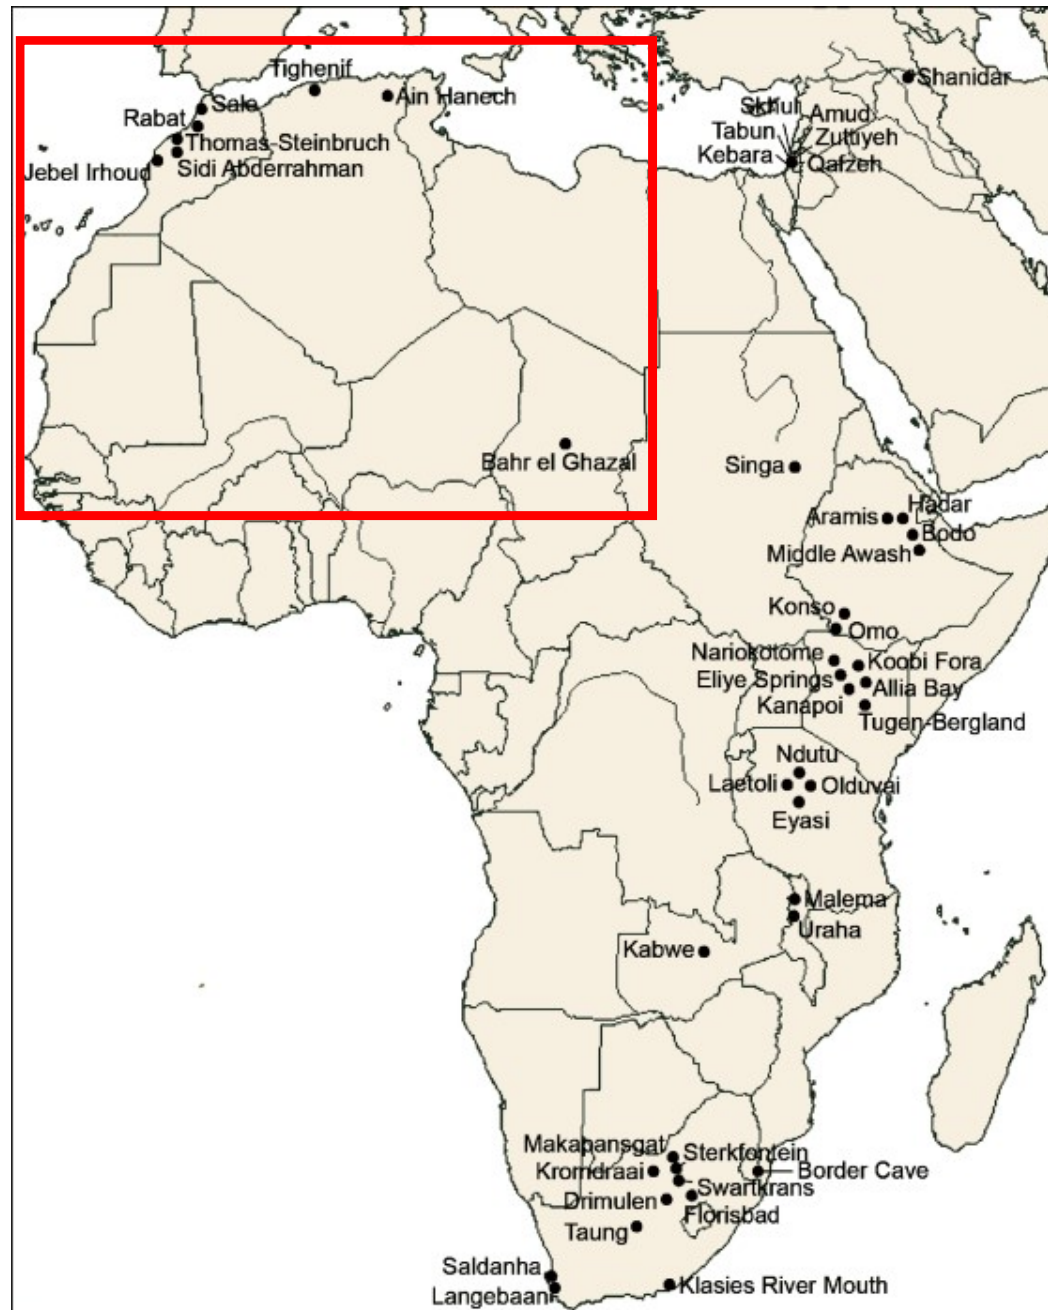 Tighenif
Ain Hanech
Sale
Rabat
Thomas-Steinbruch
Jebel Irhoud
Sidi Abderrahman
Shanidar
Skhul
Amud
Tabun
Zuttiyeh
Kebara
Qafzeh
Bahr el Ghazal
Singa
Hadar
Aramis
Bodo
Middle Awash
Konso
Omo
Nariokotome
Koobi Fora
Eliye Springs
Allia Bay
Kanapoi
Tugen-Bergland
Ndutu
Laetoli
Olduvai
Eyasi
Malema
Uraha
Kabwe
Makapansgat
Sterkfontein
Kromdraai
Border Cave
Swartkrans
Drimulen
Florisbad
Taung
Saldanha
Langebaan
Klasies River Mouth